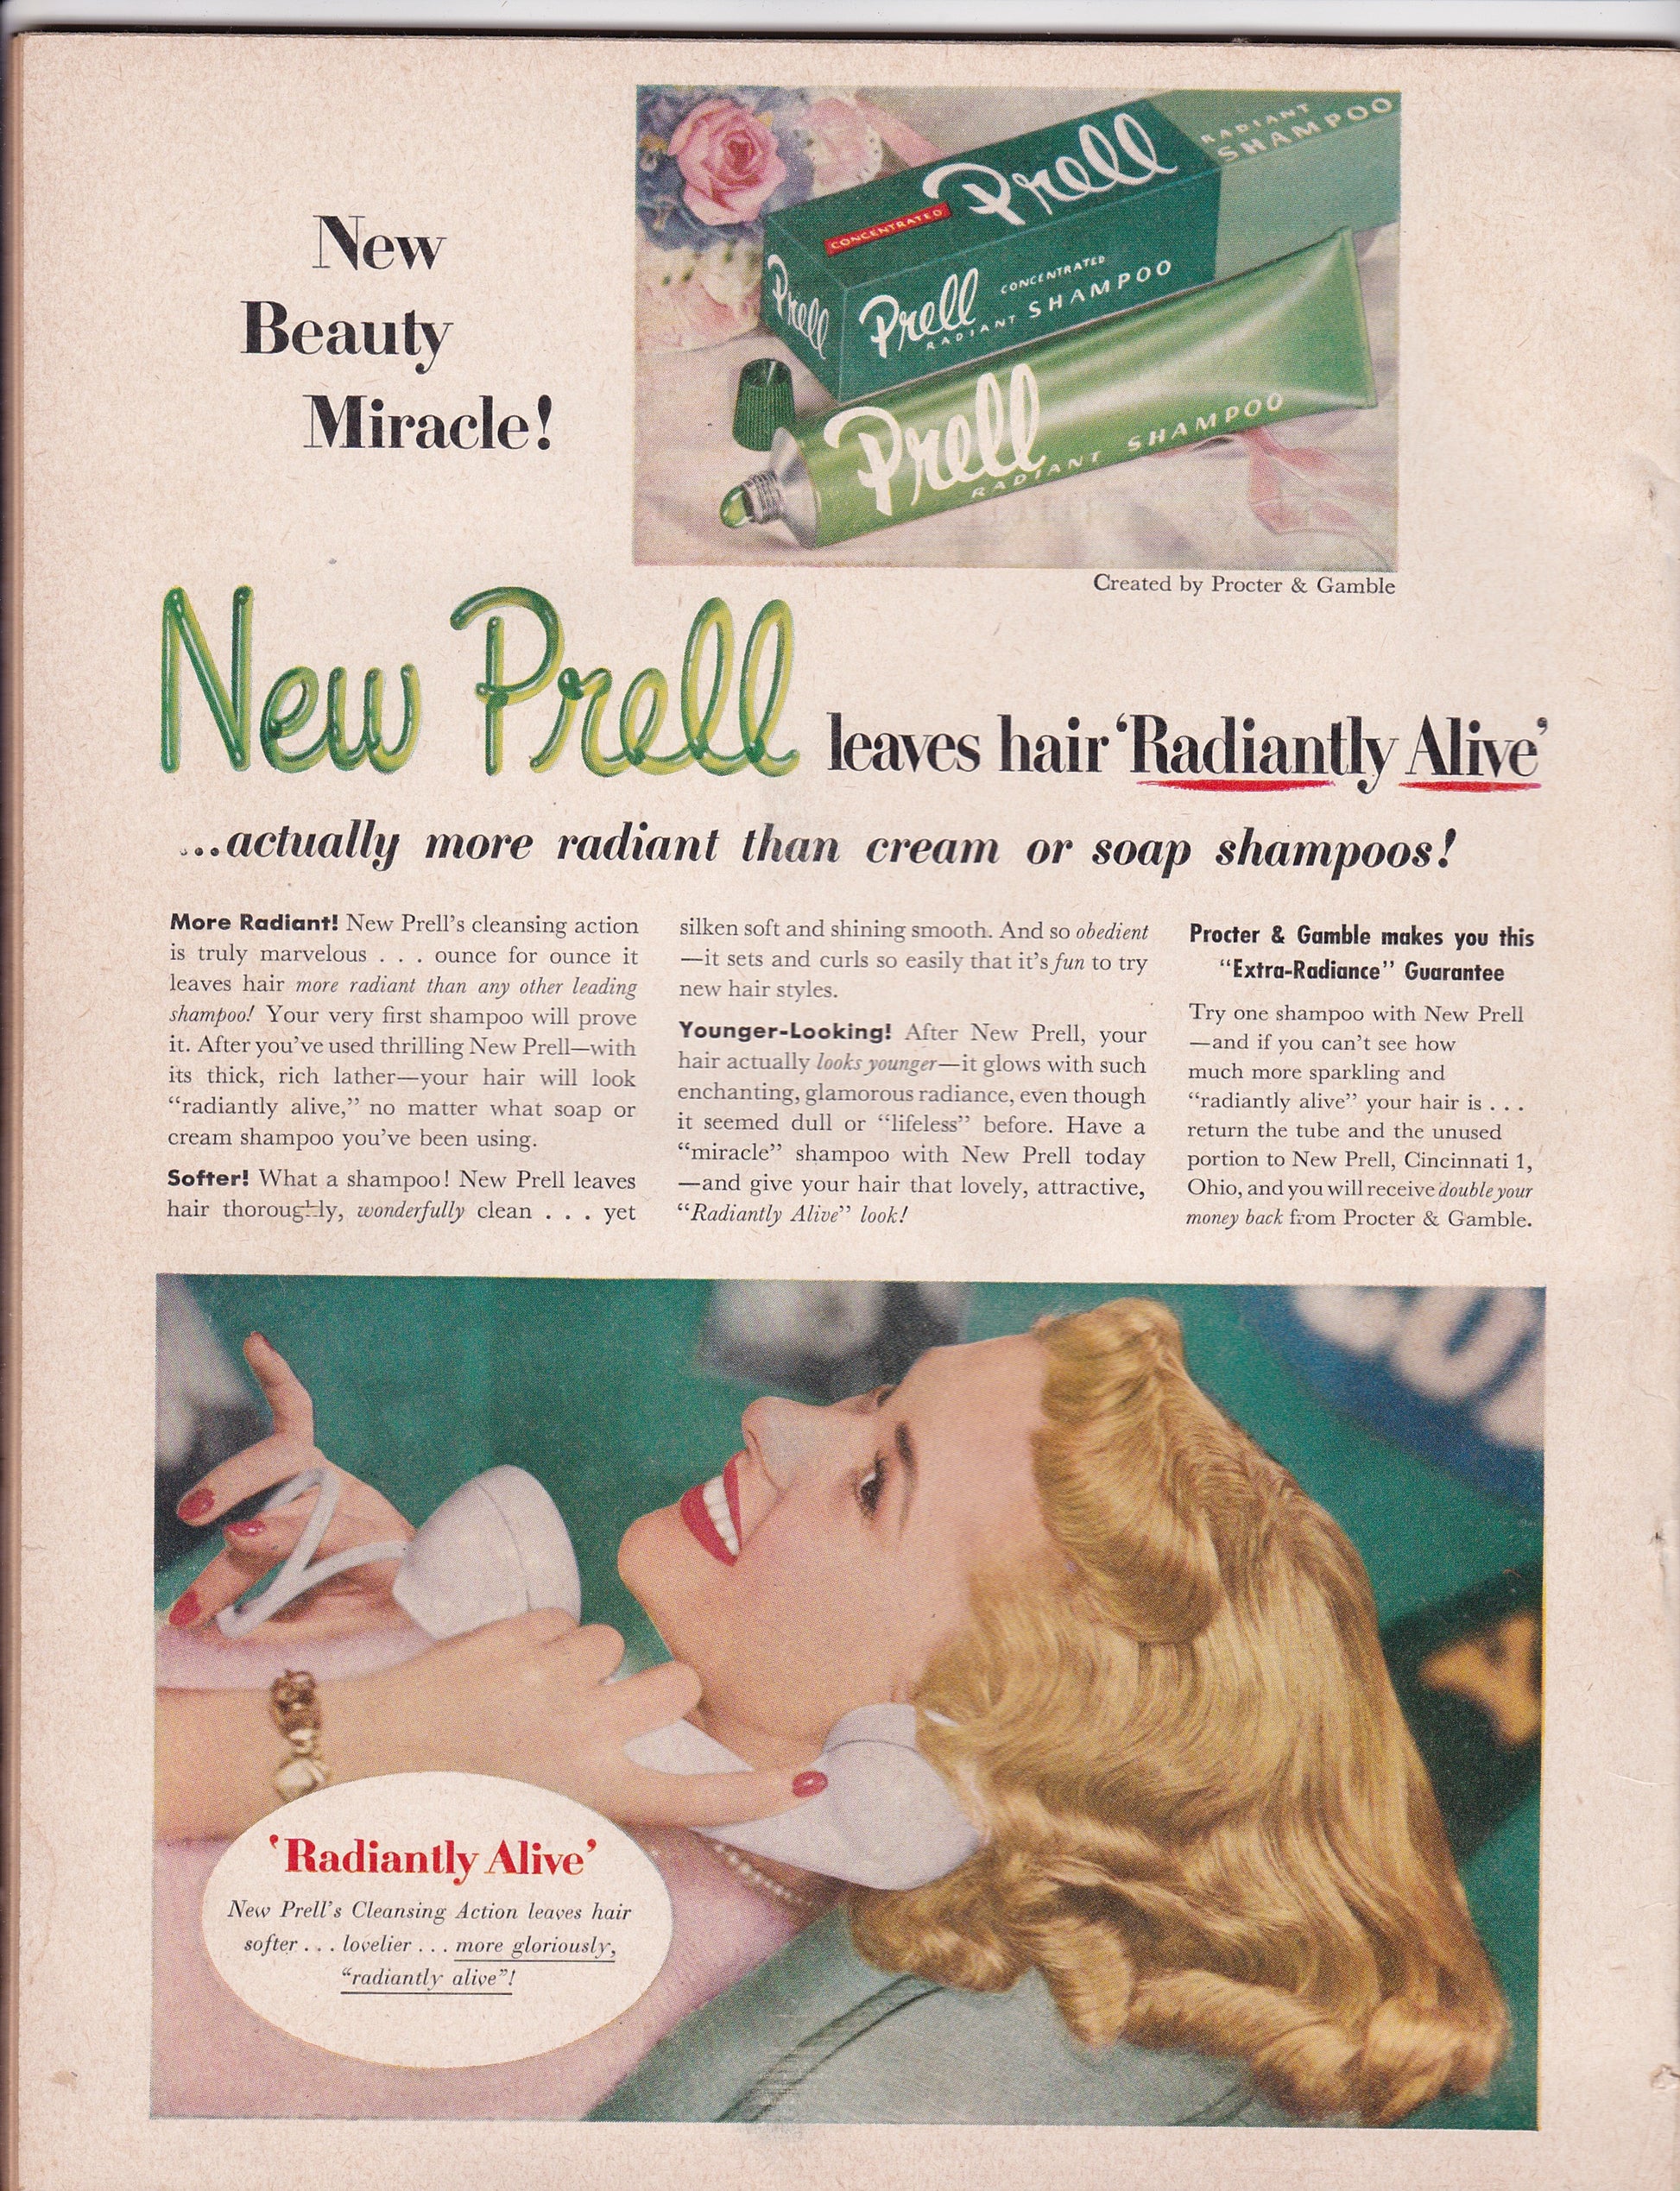 New
Beauty
Miracle!
CONCENTRATED
Prell
RADIANT
SHAMPOO
Prell
Prell
CONCENTRATED
RADIANT SHAMPOO
Prell
RADIANT SHAMPOO
Created by Procter & Gamble
New Prell leaves hair ‘Radiantly Alive’
...actually more radiant than cream or soap shampoos!
More Radiant! New Prell’s cleansing action
is truly marvelous . . . ounce for ounce it
leaves hair more radiant than any other leading
shampoo! Your very first shampoo will prove
it. After you’ve used thrilling New Prell—with
its thick, rich lather—your hair will look
“radiantly alive,” no matter what soap or
cream shampoo you’ve been using.
Softer! What a shampoo! New Prell leaves
hair thoroughly, wonderfully clean . . . yet
silken soft and shining smooth. And so obedient
—it sets and curls so easily that it’s fun to try
new hair styles.
Younger-Looking! After New Prell, your
hair actually looks younger—it glows with such
enchanting, glamorous radiance, even though
it seemed dull or “lifeless” before. Have a
“miracle” shampoo with New Prell today
—and give your hair that lovely, attractive,
“Radiantly Alive” look!
Procter & Gamble makes you this
“Extra-Radiance” Guarantee
Try one shampoo with New Prell
—and if you can’t see how
much more sparkling and
“radiantly alive” your hair is . . .
return the tube and the unused
portion to New Prell, Cincinnati 1,
Ohio, and you will receive double your
money back from Procter & Gamble.
‘Radiantly Alive’
New Prell’s Cleansing Action leaves hair
softer . . . lovelier . . . more gloriously,
“radiantly alive”!